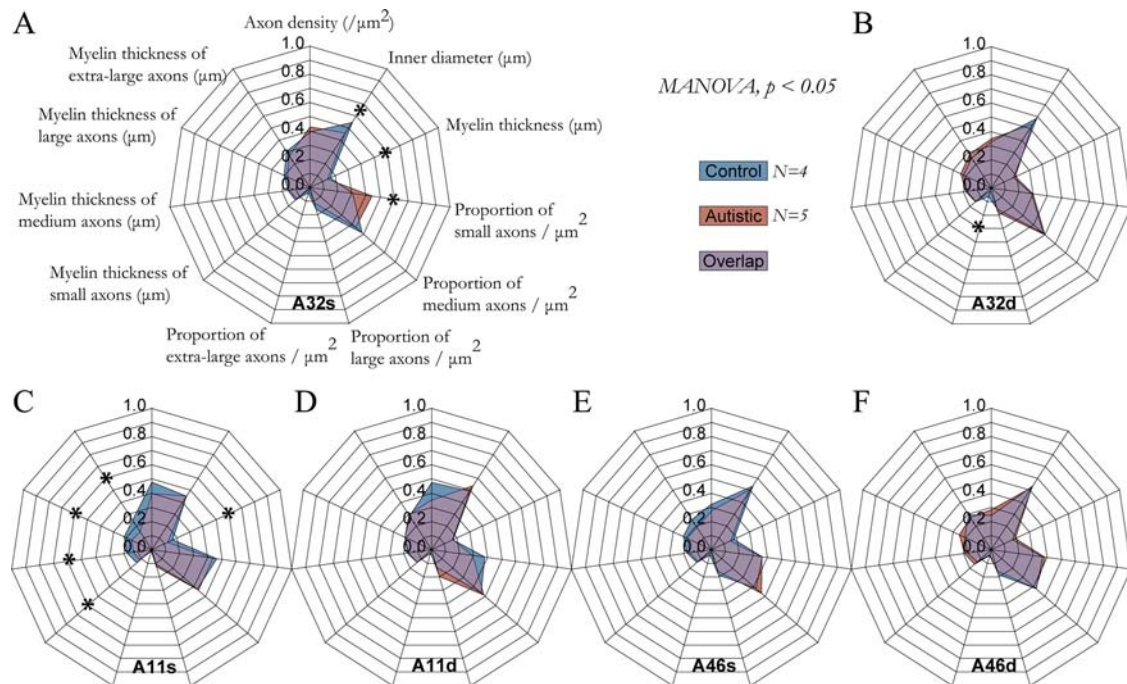 A
Axon density (/µm²)
Myelin thickness of
extra-large axons (µm)
Inner diameter (µm)
Myelin thickness of
large axons (µm)
Myelin thickness (µm)
Myelin thickness of
medium axons (µm)
Proportion of
small axons / µm²
Myelin thickness of
small axons (µm)
Proportion of
medium axons / µm²
Proportion of
extra-large axons / µm²
Proportion of
large axons / µm²
1.0
0.8
0.6
0.4
0.2
0.0
*
*
*
A32s
MANOVA, p < 0.05
Control N=4
Autistic N=5
Overlap
B
1.0
0.8
0.6
0.4
0.2
0.0
*
A32d
C
1.0
0.8
0.6
0.4
0.2
0.0
*
*
*
*
*
A11s
D
1.0
0.8
0.6
0.4
0.2
0.0
A11d
E
1.0
0.8
0.6
0.4
0.2
0.0
A46s
F
1.0
0.8
0.6
0.4
0.2
0.0
A46d